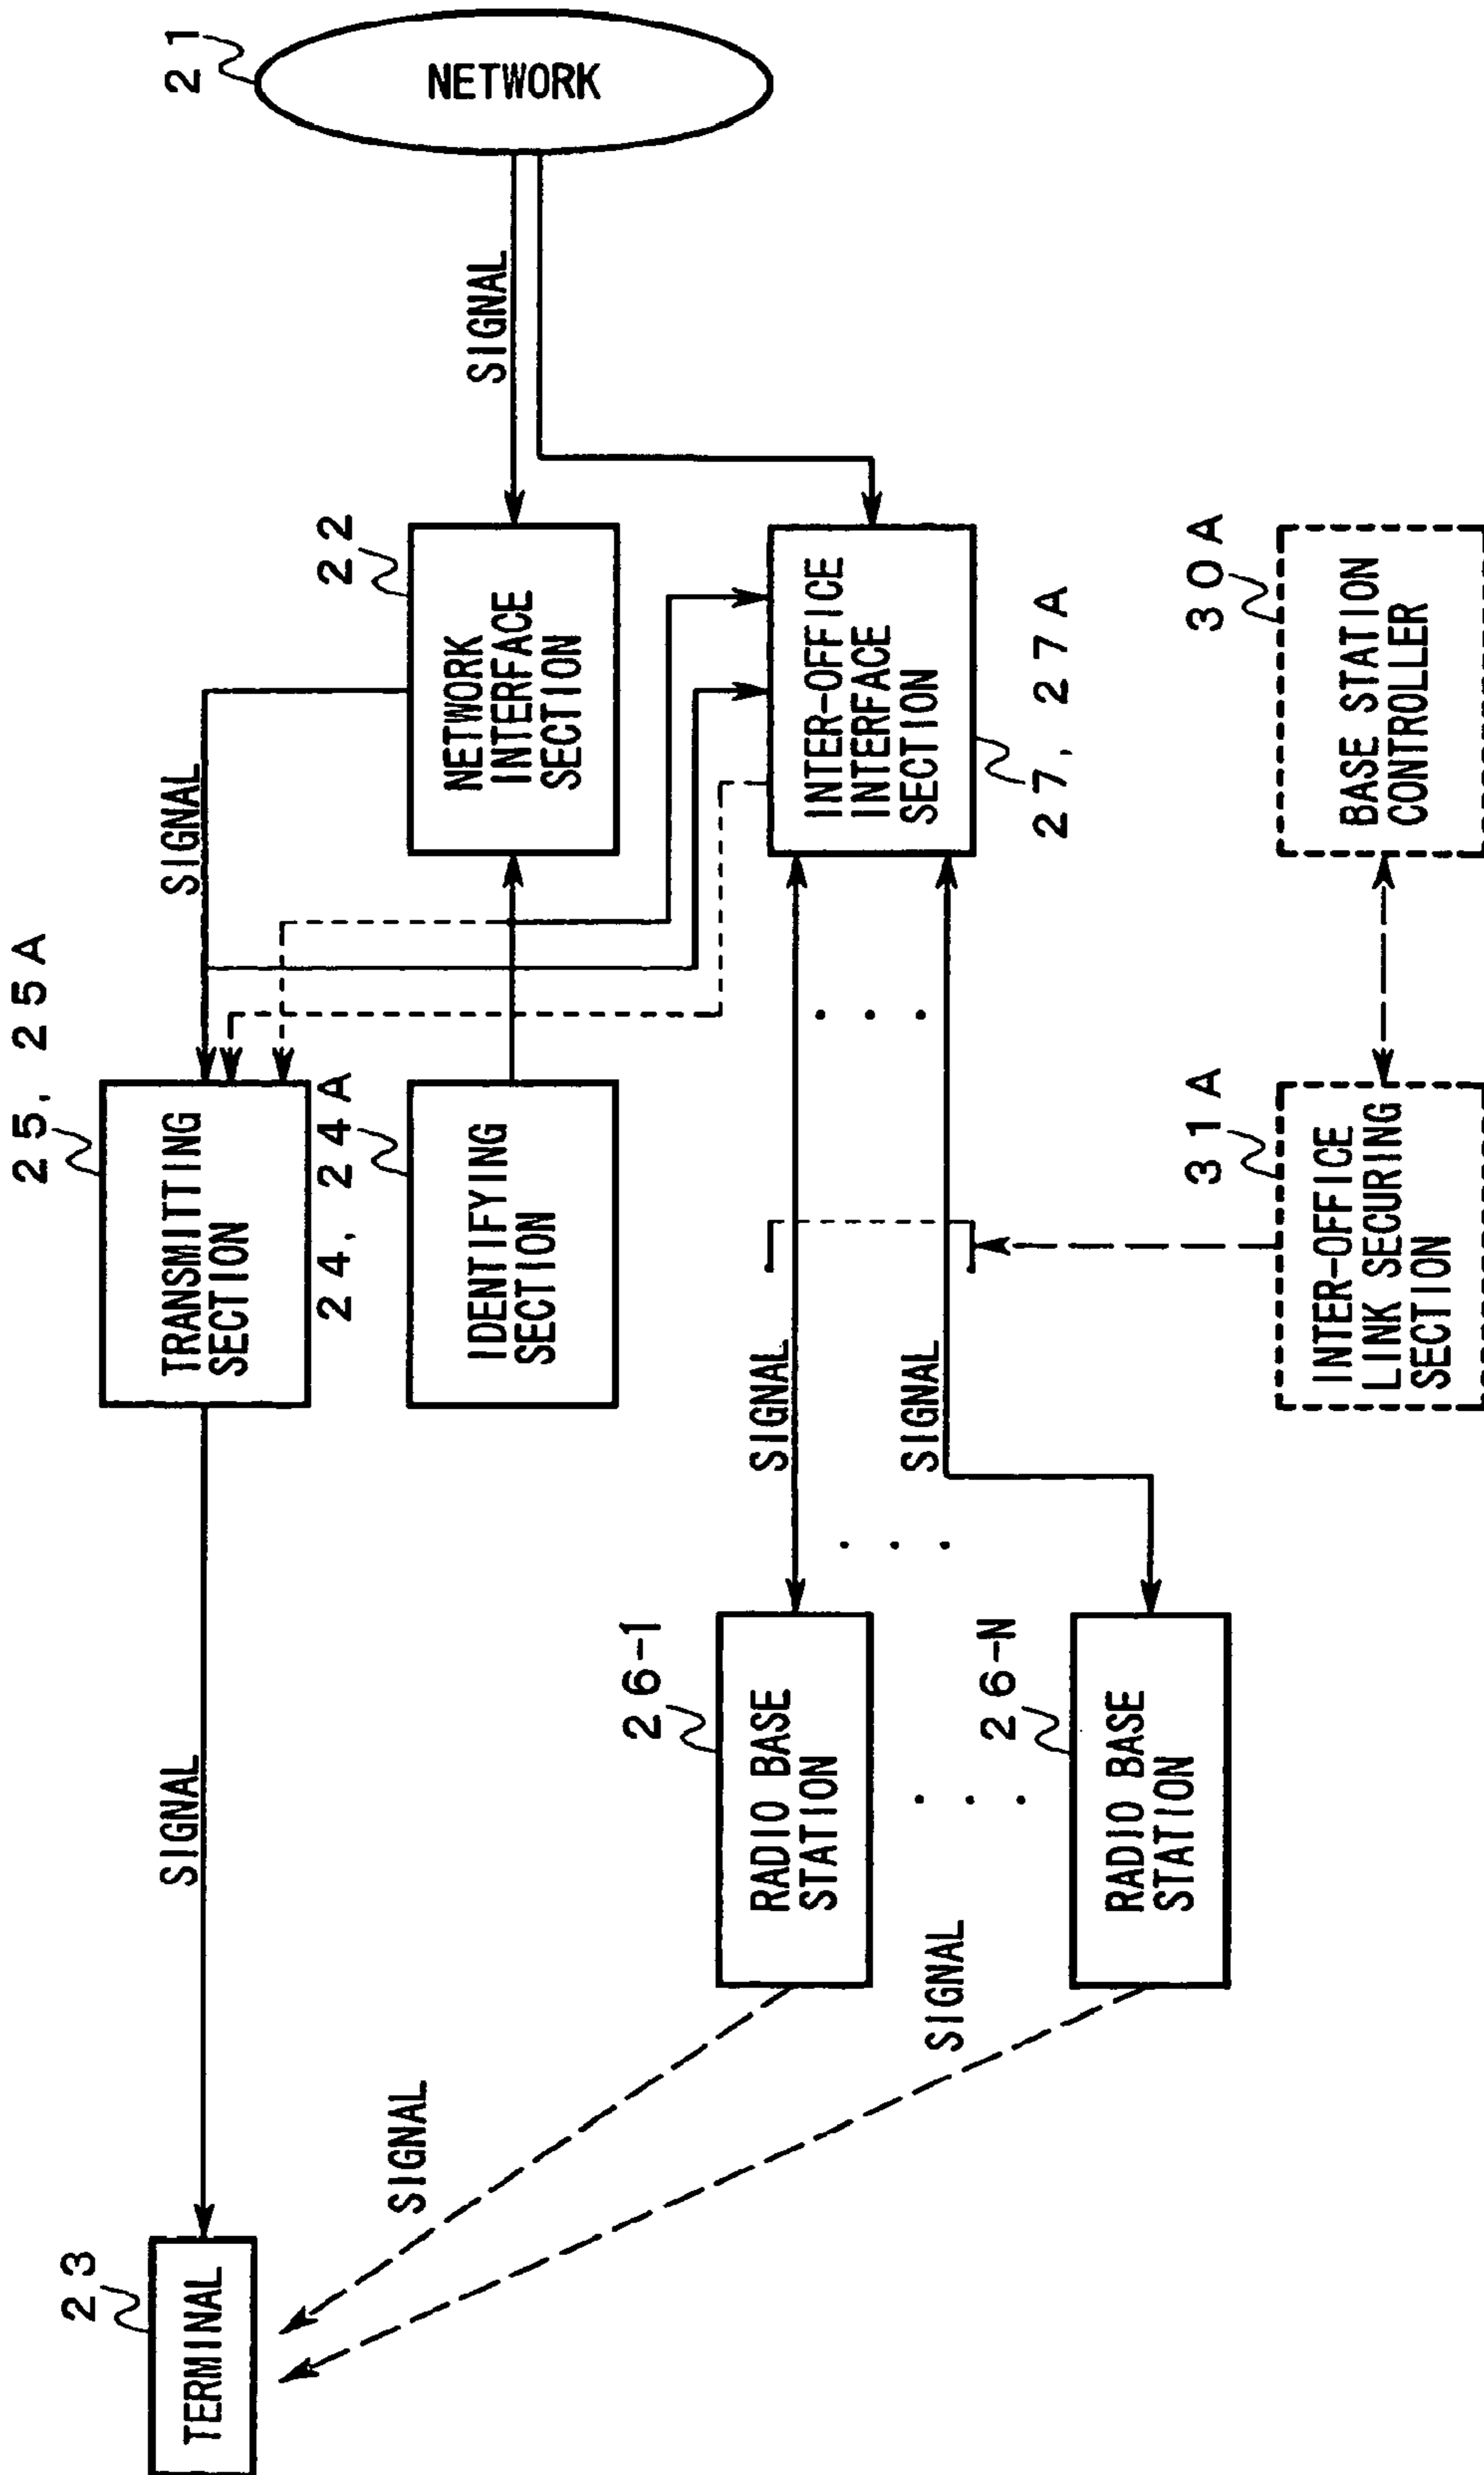 25, 25A
23
TERMINAL
SIGNAL
TRANSMITTING
SECTION
SIGNAL
21
NETWORK
24, 24A
IDENTIFYING
SECTION
22
NETWORK
INTERFACE
SECTION
SIGNAL
SIGNAL
26-1
RADIO BASE
STATION
SIGNAL
SIGNAL
INTER-OFFICE
INTERFACE
SECTION
27, 27A
SIGNAL
26-N
RADIO BASE
STATION
31A
INTER-OFFICE
LINK SECURING
SECTION
30A
BASE STATION
CONTROLLER